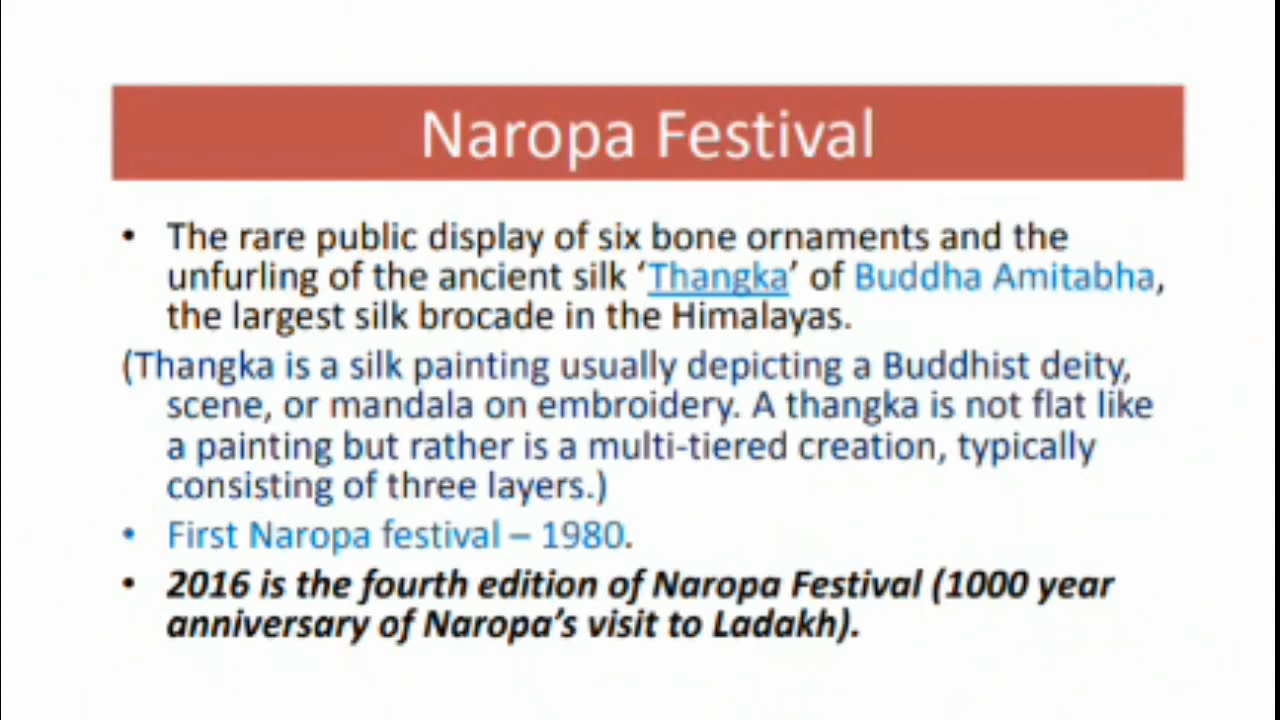 Naropa Festival
• The rare public display of six bone ornaments and the
unfurling of the ancient silk ‘Thangka’ of Buddha Amitabha,
the largest silk brocade in the Himalayas.
(Thangka is a silk painting usually depicting a Buddhist deity,
scene, or mandala on embroidery. A thangka is not flat like
a painting but rather is a multi-tiered creation, typically
consisting of three layers.)
• First Naropa festival – 1980.
• 2016 is the fourth edition of Naropa Festival (1000 year
anniversary of Naropa’s visit to Ladakh).